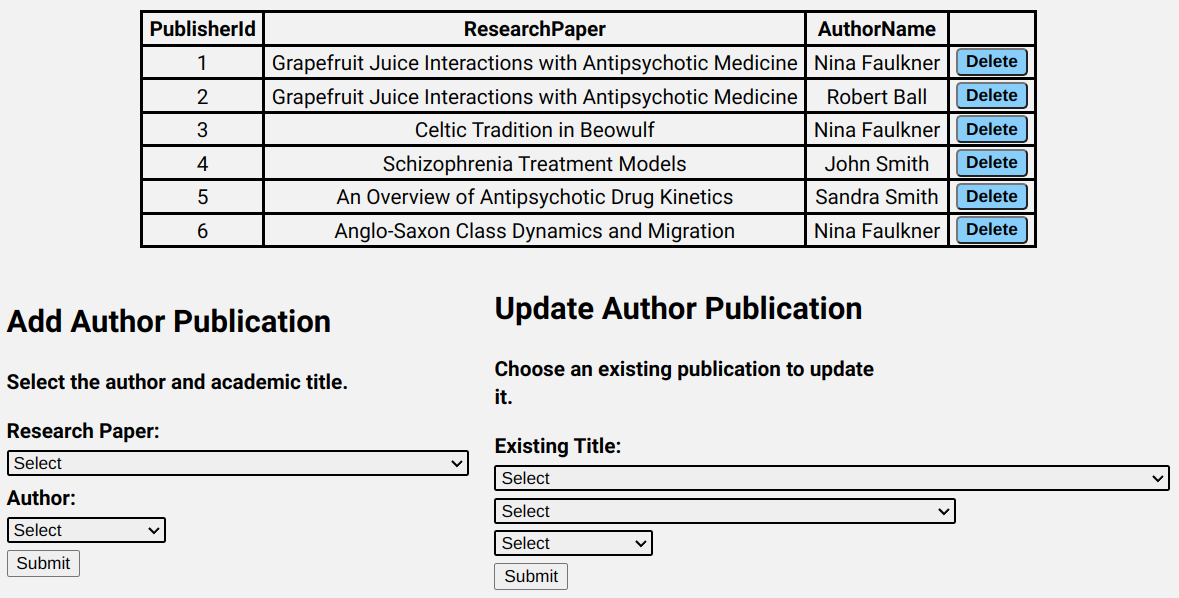 PublisherId ResearchPaper AuthorName
1 Grapefruit Juice Interactions with Antipsychotic Medicine Nina Faulkner Delete
2 Grapefruit Juice Interactions with Antipsychotic Medicine Robert Ball Delete
3 Celtic Tradition in Beowulf Nina Faulkner Delete
4 Schizophrenia Treatment Models John Smith Delete
5 An Overview of Antipsychotic Drug Kinetics Sandra Smith Delete
6 Anglo-Saxon Class Dynamics and Migration Nina Faulkner Delete
Add Author Publication
Select the author and academic title.
Research Paper:
Select
Author:
Select
Submit
Update Author Publication
Choose an existing publication to update
it.
Existing Title:
Select
Select
Select
Submit